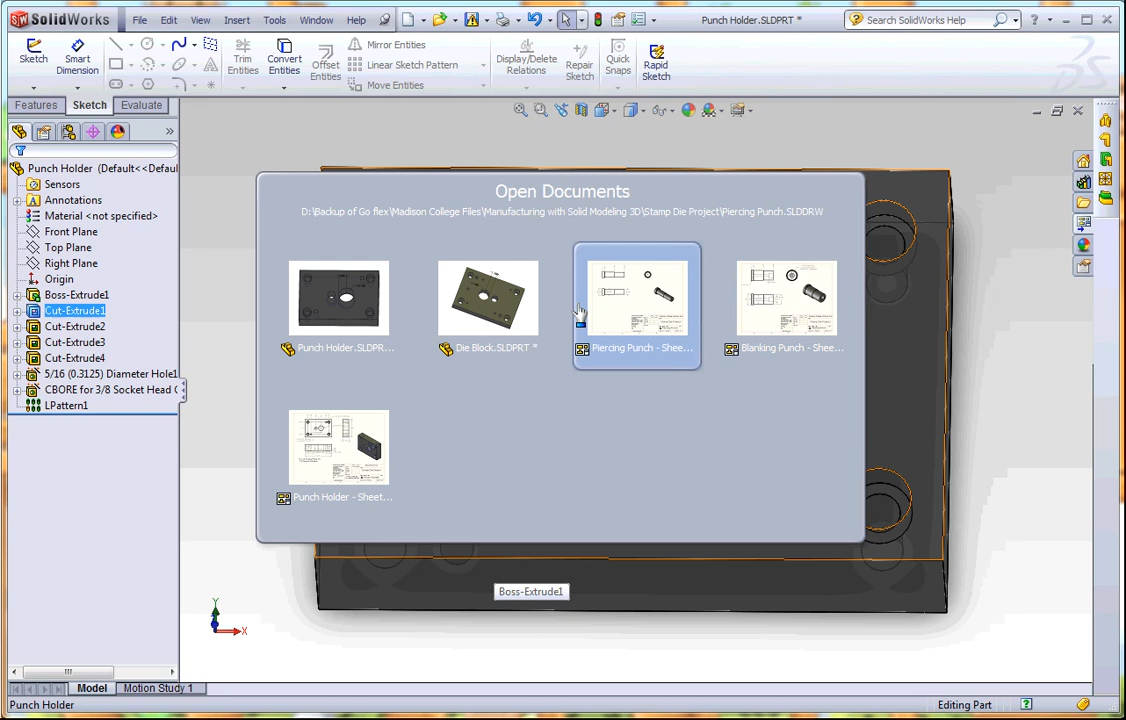 SolidWorks
File Edit View Insert Tools Window Help
Punch Holder.SLDPRT *
Search SolidWorks Help
Sketch
Smart Dimension
Trim Entities
Convert Entities
Offset Entities
Mirror Entities
Linear Sketch Pattern
Move Entities
Display/Delete Relations
Repair Sketch
Quick Snaps
Rapid Sketch
Features Sketch Evaluate
Punch Holder (Default<<Defaul
Sensors
Annotations
Material <not specified>
Front Plane
Top Plane
Right Plane
Origin
Boss-Extrude1
Cut-Extrude1
Cut-Extrude2
Cut-Extrude3
Cut-Extrude4
5/16 (0.3125) Diameter Hole1
CBORE for 3/8 Socket Head C
LPattern1
Open Documents
D:\Backup of Go flex\Madison College Files\Manufacturing with Solid Modeling 3D\Stamp Die Project\Piercing Punch.SLDDRW
Punch Holder.SLDPR...
Die Block.SLDPRT *
Piercing Punch - Shee...
Blanking Punch - Shee...
Punch Holder - Sheet...
Boss-Extrude1
Y
X
Model Motion Study 1
Punch Holder
Editing Part